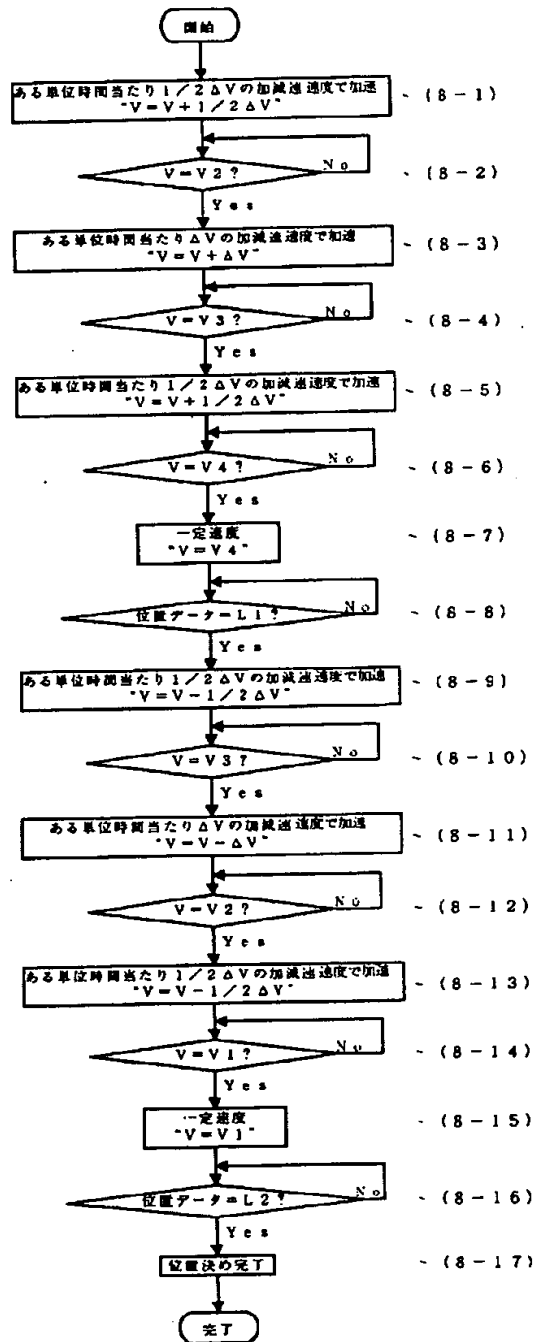 開始
ある単位時間当たり1／2ΔVの加減速速度で加速
"V＝V＋1／2ΔV"
~ (8-1)
V＝V2？
No
~ (8-2)
Yes
ある単位時間当たりΔVの加減速速度で加速
"V＝V＋ΔV"
~ (8-3)
V＝V3？
No
~ (8-4)
Yes
ある単位時間当たり1／2ΔVの加減速速度で加速
"V＝V＋1／2ΔV"
~ (8-5)
V＝V4？
No
~ (8-6)
Yes
一定速度
"V＝V4"
~ (8-7)
位置データ＝L1？
No
~ (8-8)
Yes
ある単位時間当たり1／2ΔVの加減速速度で加速
"V＝V－1／2ΔV"
~ (8-9)
V＝V3？
No
~ (8-10)
Yes
ある単位時間当たりΔVの加減速速度で加速
"V＝V－ΔV"
~ (8-11)
V＝V2？
No
~ (8-12)
Yes
ある単位時間当たり1／2ΔVの加減速速度で加速
"V＝V－1／2ΔV"
~ (8-13)
V＝V1？
No
~ (8-14)
Yes
一定速度
"V＝V1"
~ (8-15)
位置データ＝L2？
No
~ (8-16)
Yes
位置決め完了
~ (8-17)
完了